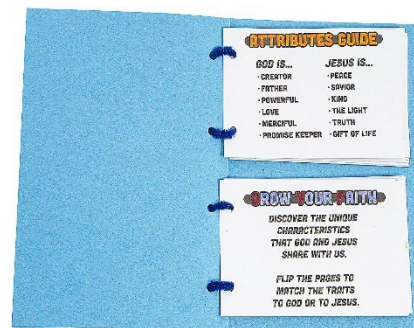 ATTRIBUTES GUIDE
GOD IS... JESUS IS...
·CREATOR ·PEACE
·FATHER ·SAVIOR
·POWERFUL ·KING
·LOVE ·THE LIGHT
·MERCIFUL ·TRUTH
·PROMISE KEEPER ·GIFT OF LIFE
GROW YOUR FAITH
DISCOVER THE UNIQUE
CHARACTERISTICS
THAT GOD AND JESUS
SHARE WITH US.
FLIP THE PAGES TO
MATCH THE TRAITS
TO GOD OR TO JESUS.